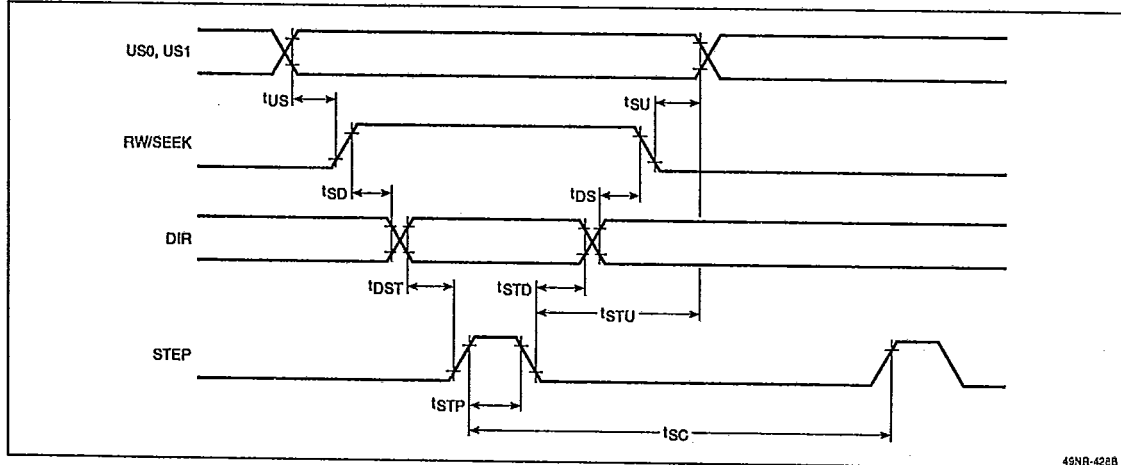 US0, US1
tUS
tSU
RW/SEEK
tSD
tDS
DIR
tDST
tSTD
tSTU
STEP
tSTP
tSC
49NR-428B